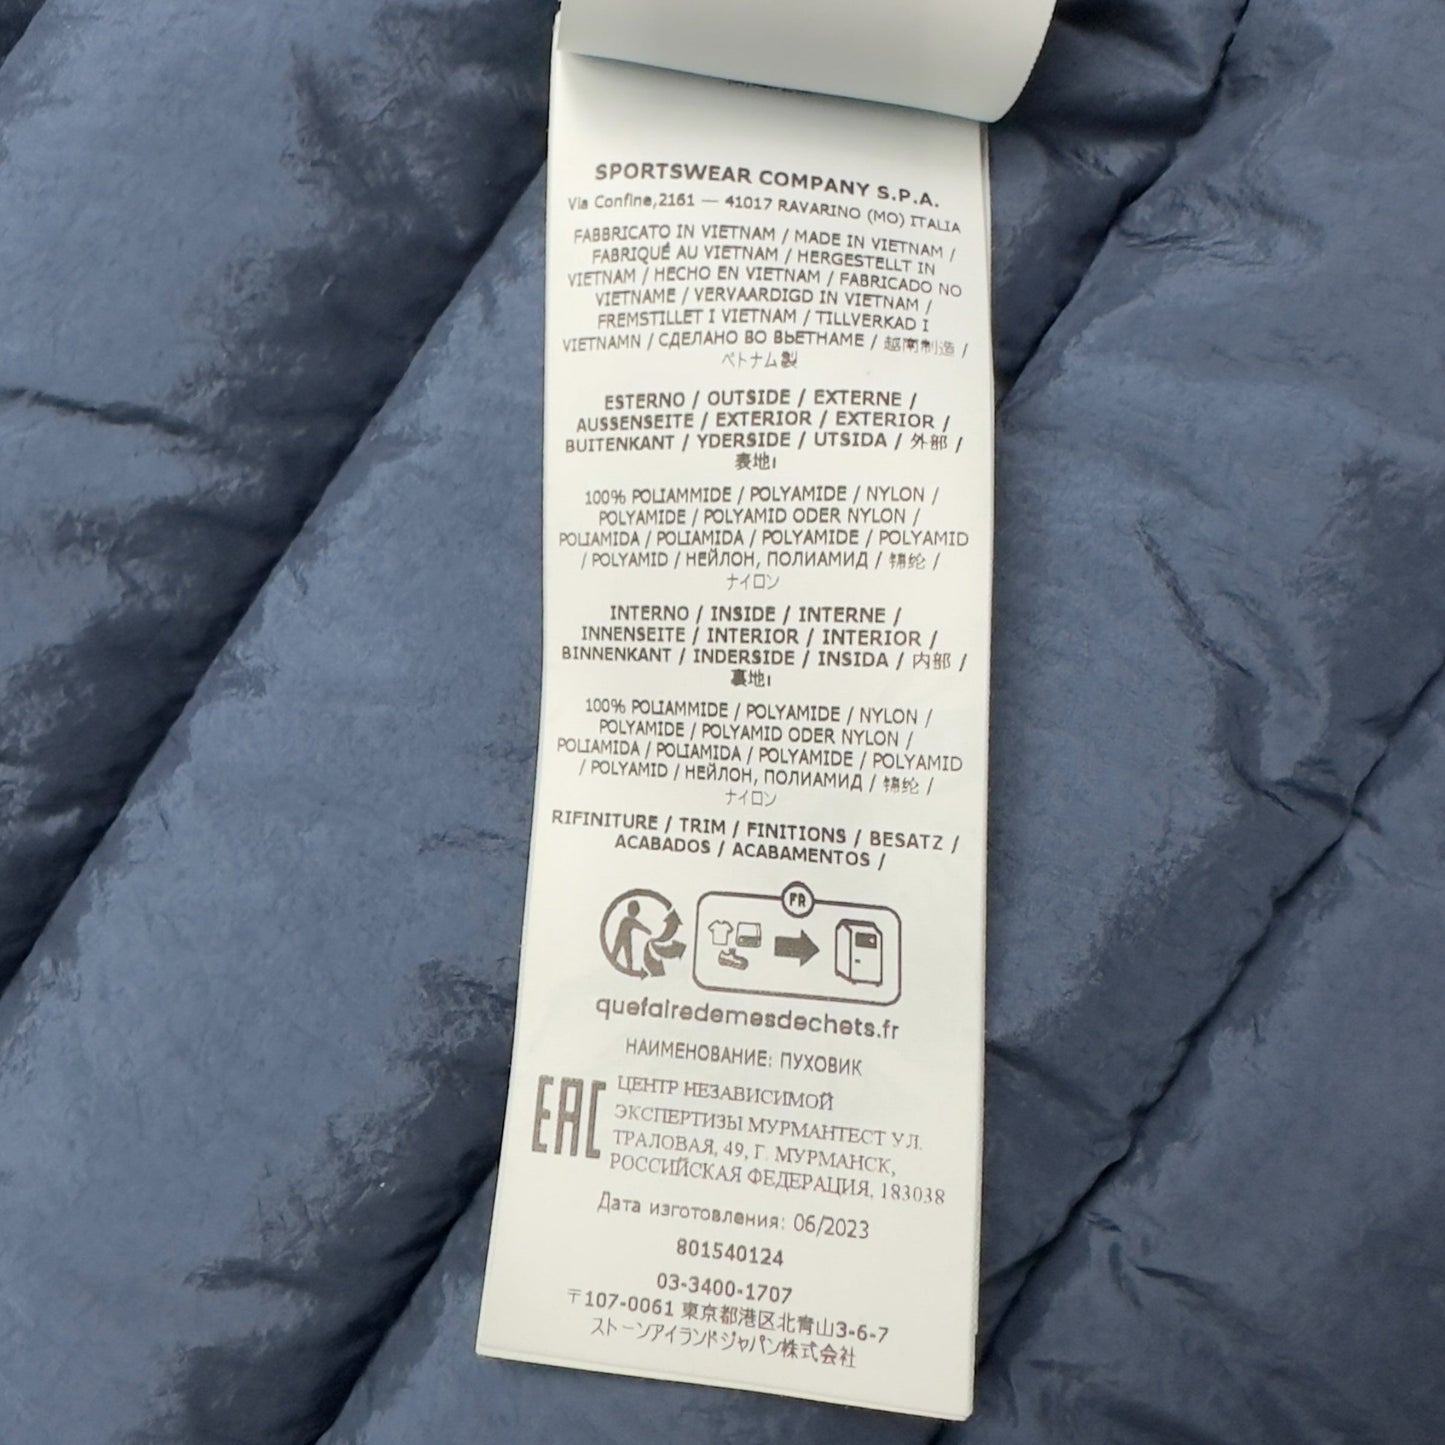 SPORTSWEAR COMPANY S.P.A.
Via Confine,2161 — 41017 RAVARINO (MO) ITALIA
FABBRICATO IN VIETNAM / MADE IN VIETNAM /
FABRIQUÉ AU VIETNAM / HERGESTELLT IN
VIETNAM / HECHO EN VIETNAM / FABRICADO NO
VIETNAME / VERVAARDIGD IN VIETNAM /
FREMSTILLET I VIETNAM / TILLVERKAD I
VIETNAMN / СДЕЛАНО ВО ВЬЕТНАМЕ / 越南制造 /
ベトナム製
ESTERNO / OUTSIDE / EXTERNE /
AUSSENSEITE / EXTERIOR / EXTERIOR /
BUITENKANT / YDERSIDE / UTSIDA / 外部 /
表地I
100% POLIAMMIDE / POLYAMIDE / NYLON /
POLYAMIDE / POLYAMID ODER NYLON /
POLIAMIDA / POLIAMIDA / POLYAMIDE / POLYAMID
/ POLYAMID / НЕЙЛОН, ПОЛИАМИД / 锦纶 /
ナイロン
INTERNO / INSIDE / INTERNE /
INNENSEITE / INTERIOR / INTERIOR /
BINNENKANT / INDERSIDE / INSIDA / 内部 /
裏地I
100% POLIAMMIDE / POLYAMIDE / NYLON /
POLYAMIDE / POLYAMID ODER NYLON /
POLIAMIDA / POLIAMIDA / POLYAMIDE / POLYAMID
/ POLYAMID / НЕЙЛОН, ПОЛИАМИД / 锦纶 /
ナイロン
RIFINITURE / TRIM / FINITIONS / BESATZ /
ACABADOS / ACABAMENTOS /
FR
quefairedemesdechets.fr
НАИМЕНОВАНИЕ: ПУХОВИК
EAC
ЦЕНТР НЕЗАВИСИМОЙ
ЭКСПЕРТИЗЫ МУРМАНТЕСТ УЛ.
ТРАЛОВАЯ, 49, Г. МУРМАНСК,
РОССИЙСКАЯ ФЕДЕРАЦИЯ, 183038
Дата изготовления: 06/2023
801540124
03-3400-1707
〒107-0061 東京都港区北青山3-6-7
ストーンアイランドジャパン株式会社